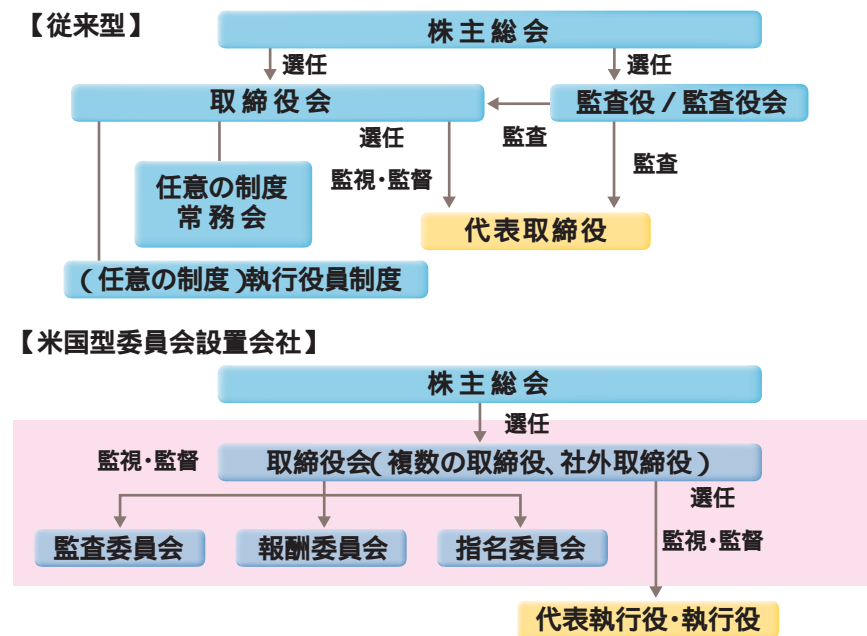 【従来型】
株主総会
選任
選任
取締役会
監査役/監査役会
選任
監査
監視・監督
監査
任意の制度
常務会
代表取締役
(任意の制度)執行役員制度
【米国型委員会設置会社】
株主総会
選任
監視・監督
取締役会(複数の取締役、社外取締役)
選任
監査委員会
報酬委員会
指名委員会
監視・監督
代表執行役・執行役